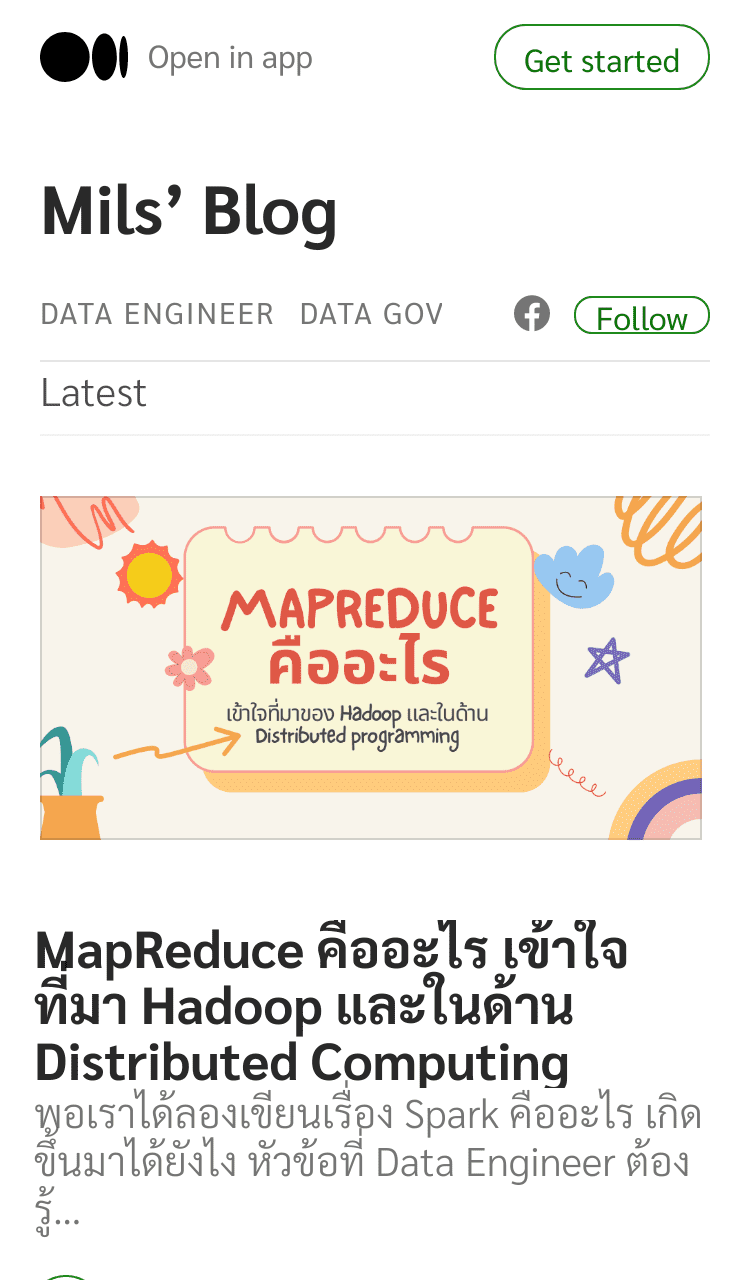 Open in app
Get started
Mils’ Blog
DATA ENGINEER DATA GOV
Follow
Latest
MAPREDUCE
คืออะไร
เข้าใจที่มาของ Hadoop และในด้าน
Distributed programming
MapReduce คืออะไร เข้าใจ
ที่มา Hadoop และในด้าน
Distributed Computing
พอเราได้ลองเขียนเรื่อง Spark คืออะไร เกิด
ขึ้นมาได้ยังไง หัวข้อที่ Data Engineer ต้อง
รู้...